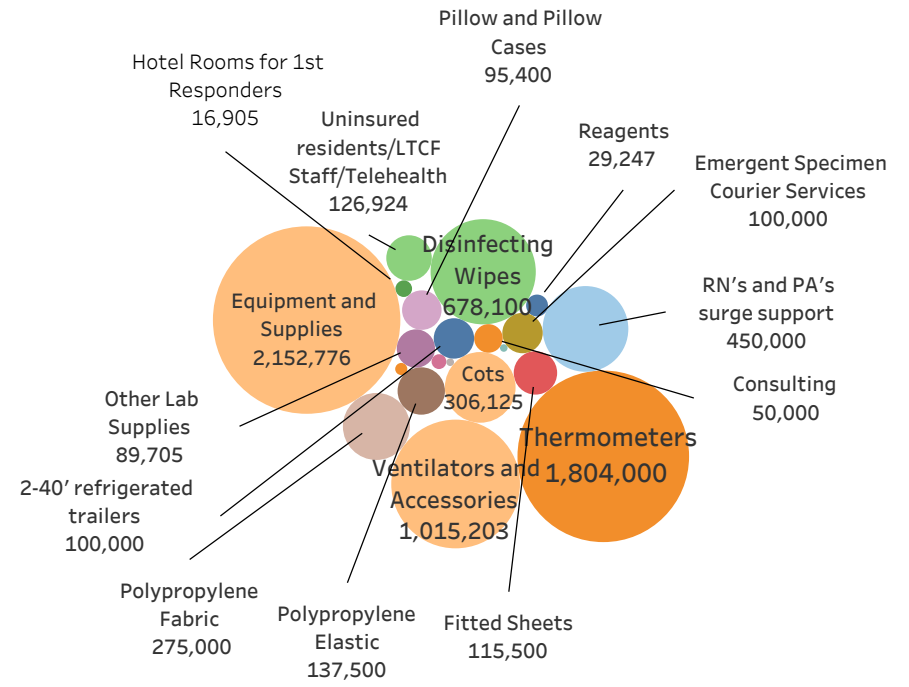 Pillow and Pillow
Cases
95,400
Hotel Rooms for 1st
Responders
16,905
Uninsured
residents/LTCF
Staff/Telehealth
126,924
Reagents
29,247
Emergent Specimen
Courier Services
100,000
Disinfecting
Wipes
678,100
Equipment and
Supplies
2,152,776
RN’s and PA’s
surge support
450,000
Cots
306,125
Consulting
50,000
Other Lab
Supplies
89,705
Thermometers
1,804,000
Ventilators and
Accessories
1,015,203
2-40’ refrigerated
trailers
100,000
Polypropylene
Fabric
275,000
Polypropylene
Elastic
137,500
Fitted Sheets
115,500